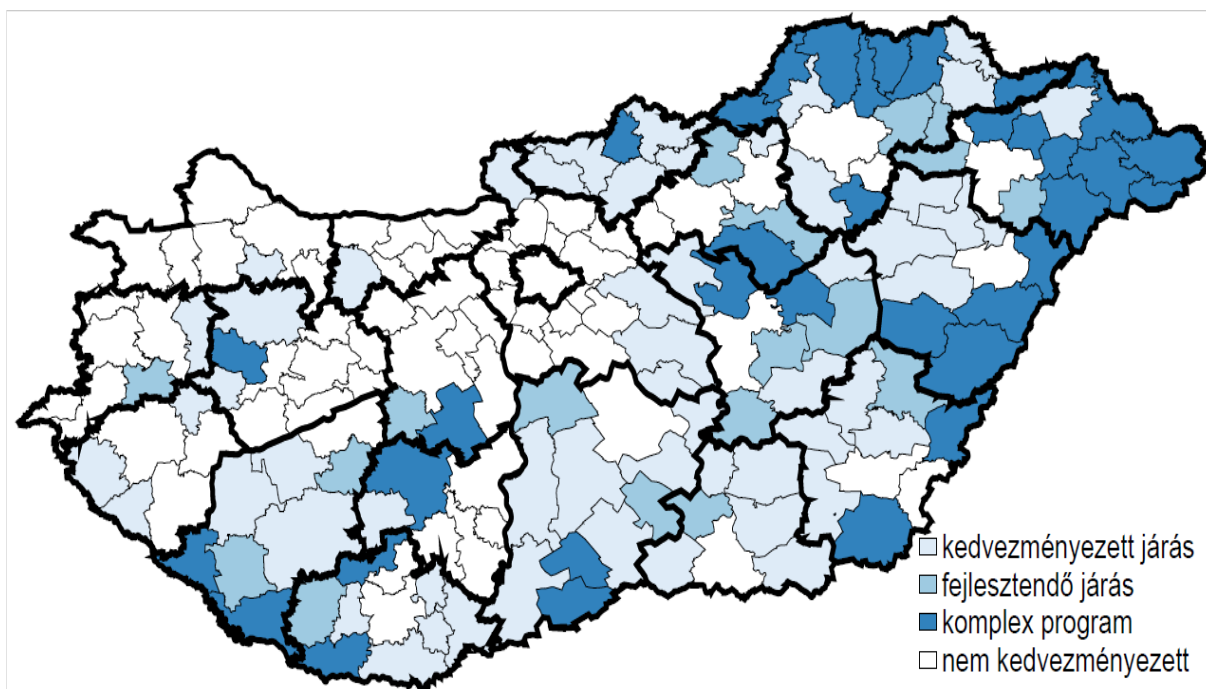 kedvezményezett járás
fejlesztendő járás
komplex program
nem kedvezményezett